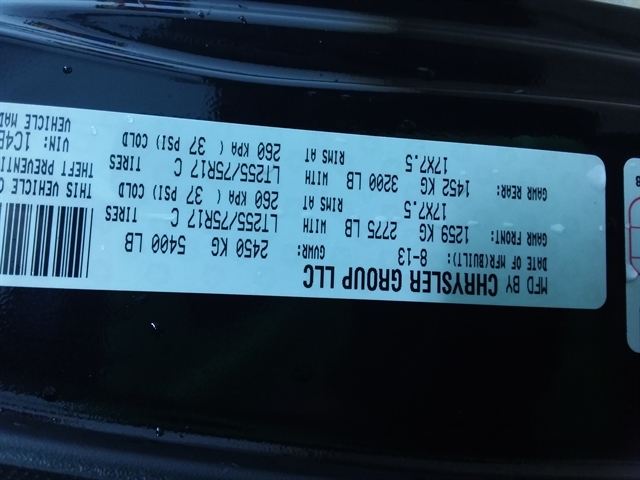 MFD BY CHRYSLER GROUP LLC
DATE OF MFR(BUILT): 8-13 GVWR: 2450 KG 5400 LB
GAWR FRONT: 1259 KG 2775 LB WITH TIRES LT255/75R17 C
17X7.5 RIMS AT 260 KPA ( 37 PSI) COLD
GAWR REAR: 1452 KG 3200 LB WITH TIRES LT255/75R17 C
17X7.5 RIMS AT 260 KPA ( 37 PSI) COLD
THIS VEHICLE
THEFT
VIN: 1C4
VEHICLE